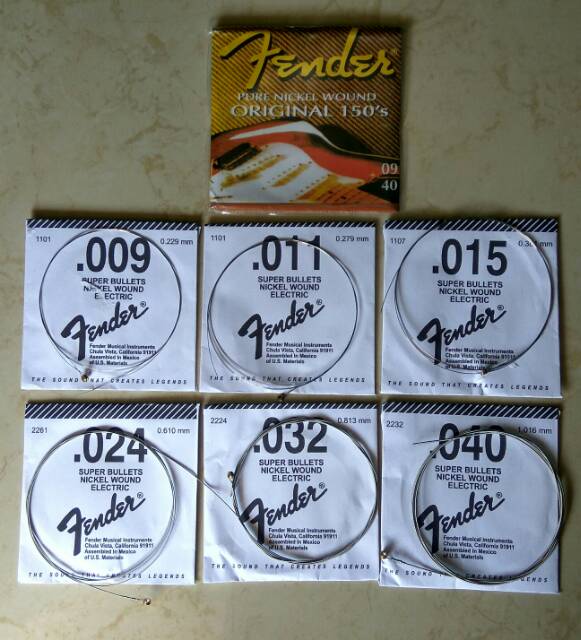 Fender®
PURE NICKEL WOUND
ORIGINAL 150's
09
40
1101
0.229 mm
.009
SUPER BULLETS
NICKEL WOUND
ELECTRIC
Fender®
Fender Musical Instruments
Chula Vista, California 91911
Assembled in Mexico
of U.S. Materials
THE SOUND THAT CREATES LEGENDS
1101
0.279 mm
.011
SUPER BULLETS
NICKEL WOUND
ELECTRIC
Fender®
Fender Musical Instruments
Chula Vista, California 91911
Assembled in Mexico
of U.S. Materials
THE SOUND THAT CREATES LEGENDS
1107
mm
.015
SUPER BULLETS
NICKEL WOUND
ELECTRIC
Fender®
Fender Musical Instruments
Chula Vista, California 91911
Assembled in Mexico
of U.S. Materials
THE SOUND THAT CREATES LEGENDS
2261
0.610 mm
.024
SUPER BULLETS
NICKEL WOUND
ELECTRIC
Fender®
Fender Musical Instruments
Chula Vista, California 91911
Assembled in Mexico
of U.S. Materials
THE SOUND THAT CREATES LEGENDS
2224
0.813 mm
.032
SUPER BULLETS
NICKEL WOUND
ELECTRIC
Fender®
Fender Musical Instruments
Chula Vista, California 91911
Assembled in Mexico
of U.S. Materials
THE SOUND THAT CREATES LEGENDS
2232
1.016 mm
.040
SUPER BULLETS
NICKEL WOUND
ELECTRIC
Fender®
Fender Musical Instruments
Chula Vista, California 91911
Assembled in Mexico
of U.S. Materials
THE SOUND THAT CREATES LEGENDS